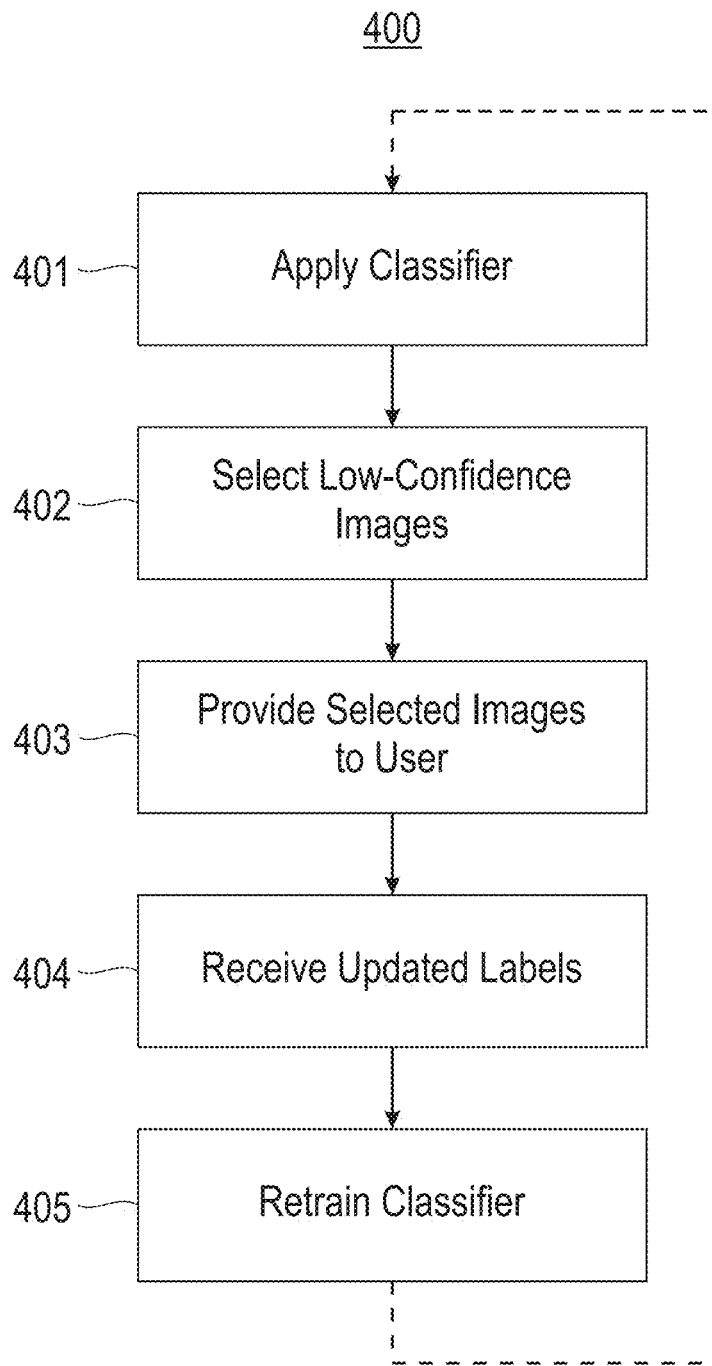 400
401
Apply Classifier
402
Select Low-Confidence
Images
403
Provide Selected Images
to User
404
Receive Updated Labels
405
Retrain Classifier